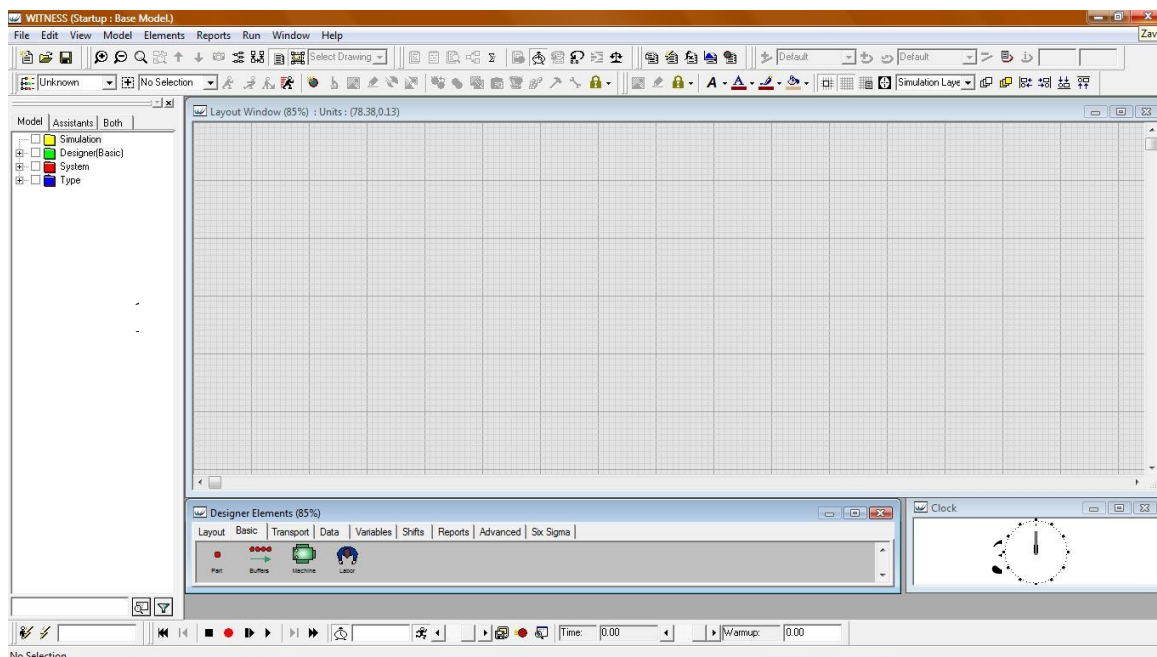 WITNESS (Startup : Base Model.)
Zav
File Edit View Model Elements Reports Run Window Help
Select Drawing
Default
Default
Unknown
No Selection
A
Simulation Laye
Model Assistants Both
Simulation
Designer(Basic)
System
Type
Layout Window (85%) : Units : (78.38,0.13)
Designer Elements (85%)
Layout Basic Transport Data Variables Shifts Reports Advanced Six Sigma
Part Buffers Machine Labor
Clock
Time: 0.00
Warmup: 0.00
No Selection